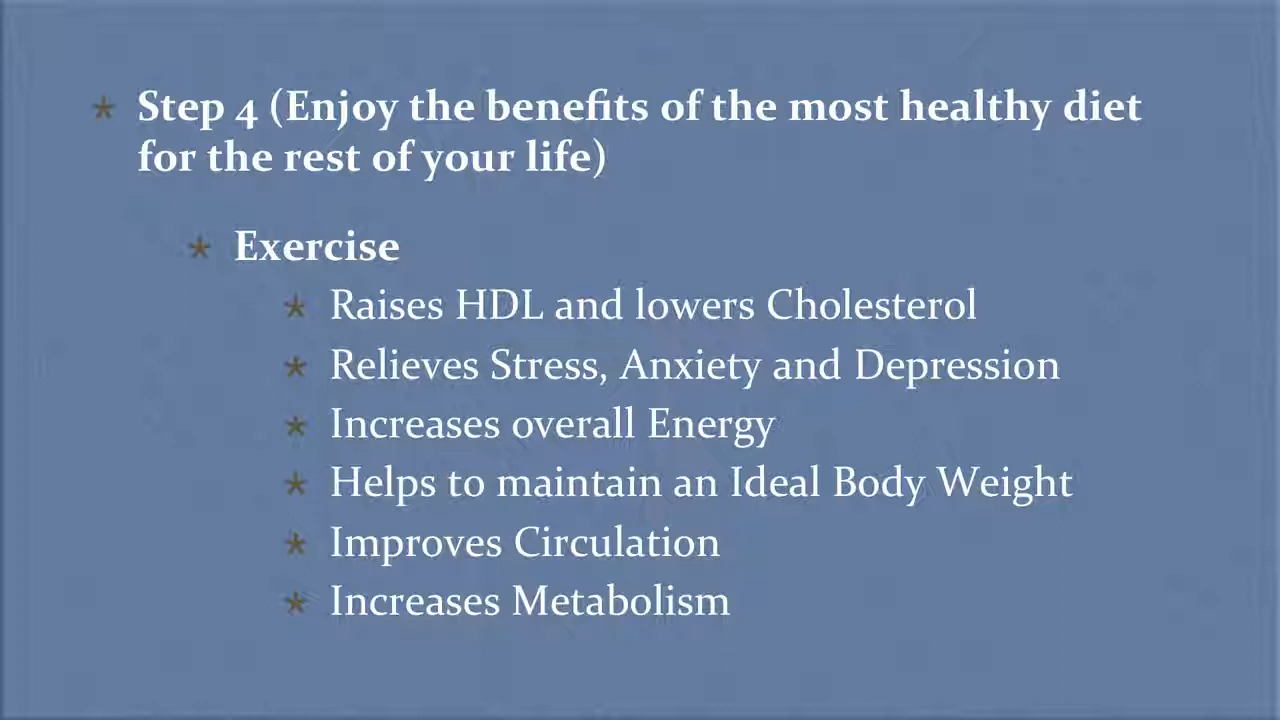 * Step 4 (Enjoy the benefits of the most healthy diet
for the rest of your life)
* Exercise
* Raises HDL and lowers Cholesterol
* Relieves Stress, Anxiety and Depression
* Increases overall Energy
* Helps to maintain an Ideal Body Weight
* Improves Circulation
* Increases Metabolism